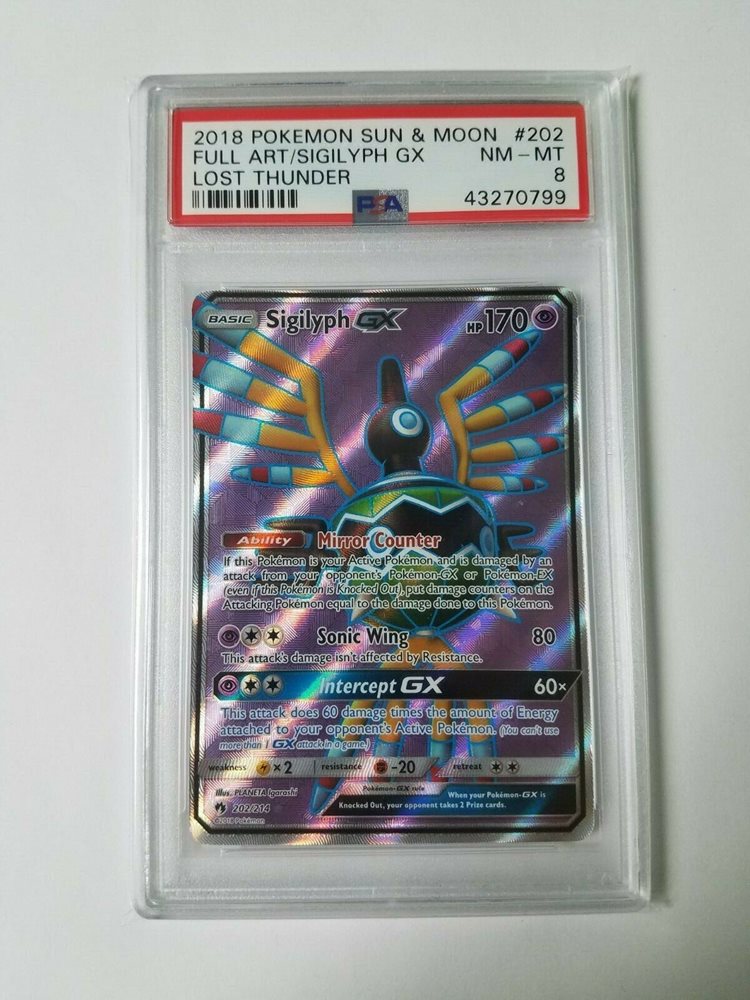 2018 POKEMON SUN & MOON #202
FULL ART/SIGILYPH GX NM - MT
LOST THUNDER 8
PSA 43270799
BASIC Sigilyph GX HP 170
Ability Mirror Counter
If this Pokémon is your Active Pokémon and is damaged by an
attack from your opponent's Pokémon-GX or Pokémon-EX
(even if this Pokémon is Knocked Out), put damage counters on the
Attacking Pokémon equal to the damage done to this Pokémon.
Sonic Wing 80
This attack's damage isn't affected by Resistance.
Intercept GX 60×
This attack does 60 damage times the amount of Energy
attached to your opponent's Active Pokémon. (You can't use
more than 1 GX attack in a game.)
weakness ×2 resistance -20 retreat
Illus. PLANETA Igarashi
202/214
©2018 Pokémon
Pokémon-GX rule
When your Pokémon-GX is
Knocked Out, your opponent takes 2 Prize cards.